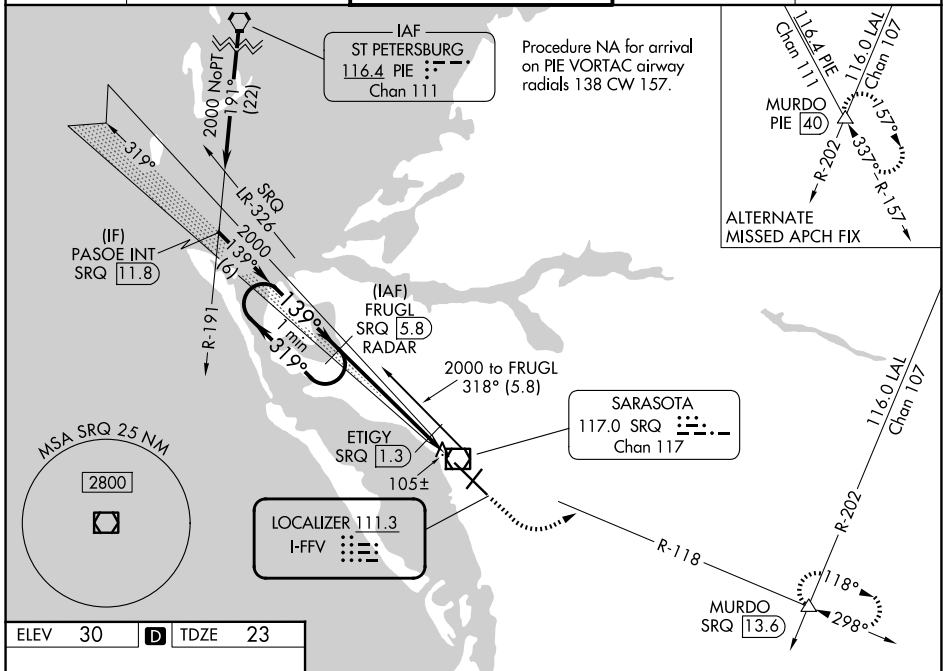 IAF
ST PETERSBURG
116.4 PIE
Chan 111
Procedure NA for arrival
on PIE VORTAC airway
radials 138 CW 157.
2000 NoPT
191°
(22)
116.4 PIE
Chan 111
116.0 LAL
Chan 107
MURDO
PIE 40
157°
337°
R-157
R-202
ALTERNATE
MISSED APCH FIX
319°
SRQ
LR-326
2000
139°
(6)
(IF)
PASOE INT
SRQ 11.8
R-191
139°
1 min
319°
(IAF)
FRUGL
SRQ 5.8
RADAR
2000 to FRUGL
318° (5.8)
ETIGY
SRQ 1.3
105±
SARASOTA
117.0 SRQ
Chan 117
116.0 LAL
Chan 107
R-202
MSA SRQ 25 NM
2800
LOCALIZER 111.3
I-FFV
R-118
118°
298°
MURDO
SRQ 13.6
ELEV 30 D TDZE 23